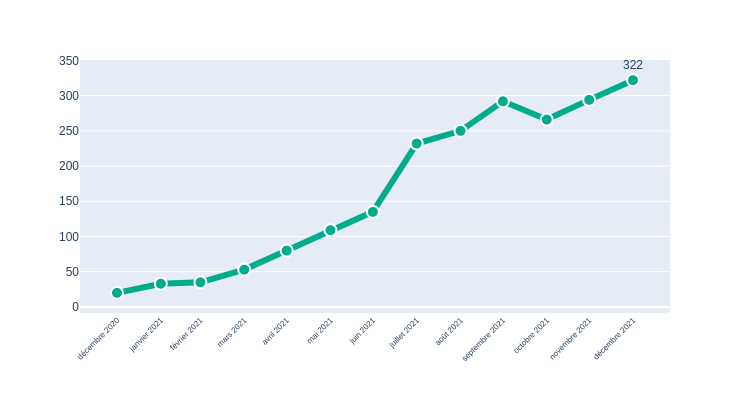 350
322
300
250
200
150
100
50
0
décembre 2020
janvier 2021
février 2021
mars 2021
avril 2021
mai 2021
juin 2021
juillet 2021
août 2021
septembre 2021
octobre 2021
novembre 2021
décembre 2021